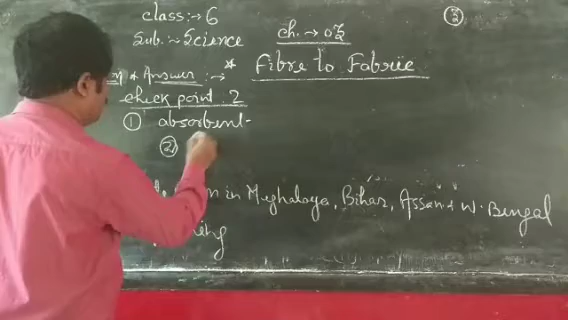 class:→ 6
Sub. :→ Science
ch. → 03
3
Fibre to Fabric
& Answer :→ *
check point : 2
① absorbent-
②
in Meghalaya, Bihar, Assam & W. Bengal